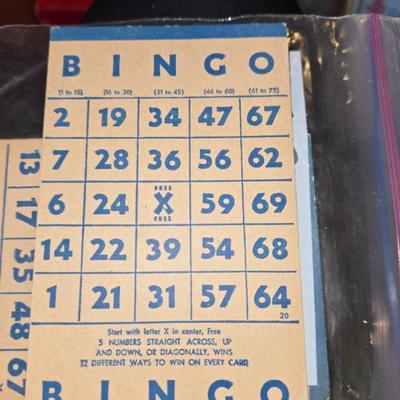 B I N G O
(1 to 15) (16 to 30) (31 to 45) (46 to 60) (61 to 75)
2 19 34 47 67
7 28 36 56 62
6 24 FREE X FREE 59 69
14 22 39 54 68
1 21 31 57 64
20
Start with letter X in center, Free
5 NUMBERS STRAIGHT ACROSS, UP
AND DOWN, OR DIAGONALLY, WINS
12 DIFFERENT WAYS TO WIN ON EVERY CARD
B I N G O
13 17 35 48 67